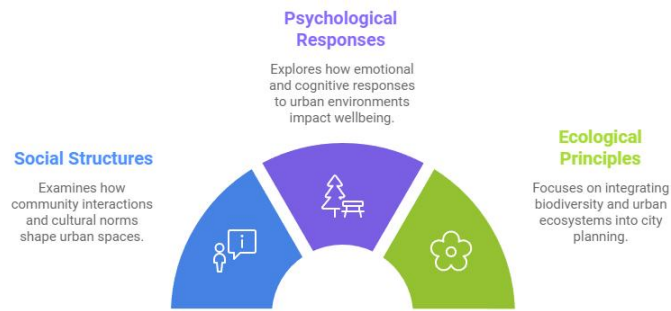 Psychological
Responses
Explores how emotional
and cognitive responses
to urban environments
impact wellbeing.
Social Structures
Examines how
community interactions
and cultural norms
shape urban spaces.
Ecological
Principles
Focuses on integrating
biodiversity and urban
ecosystems into city
planning.
i